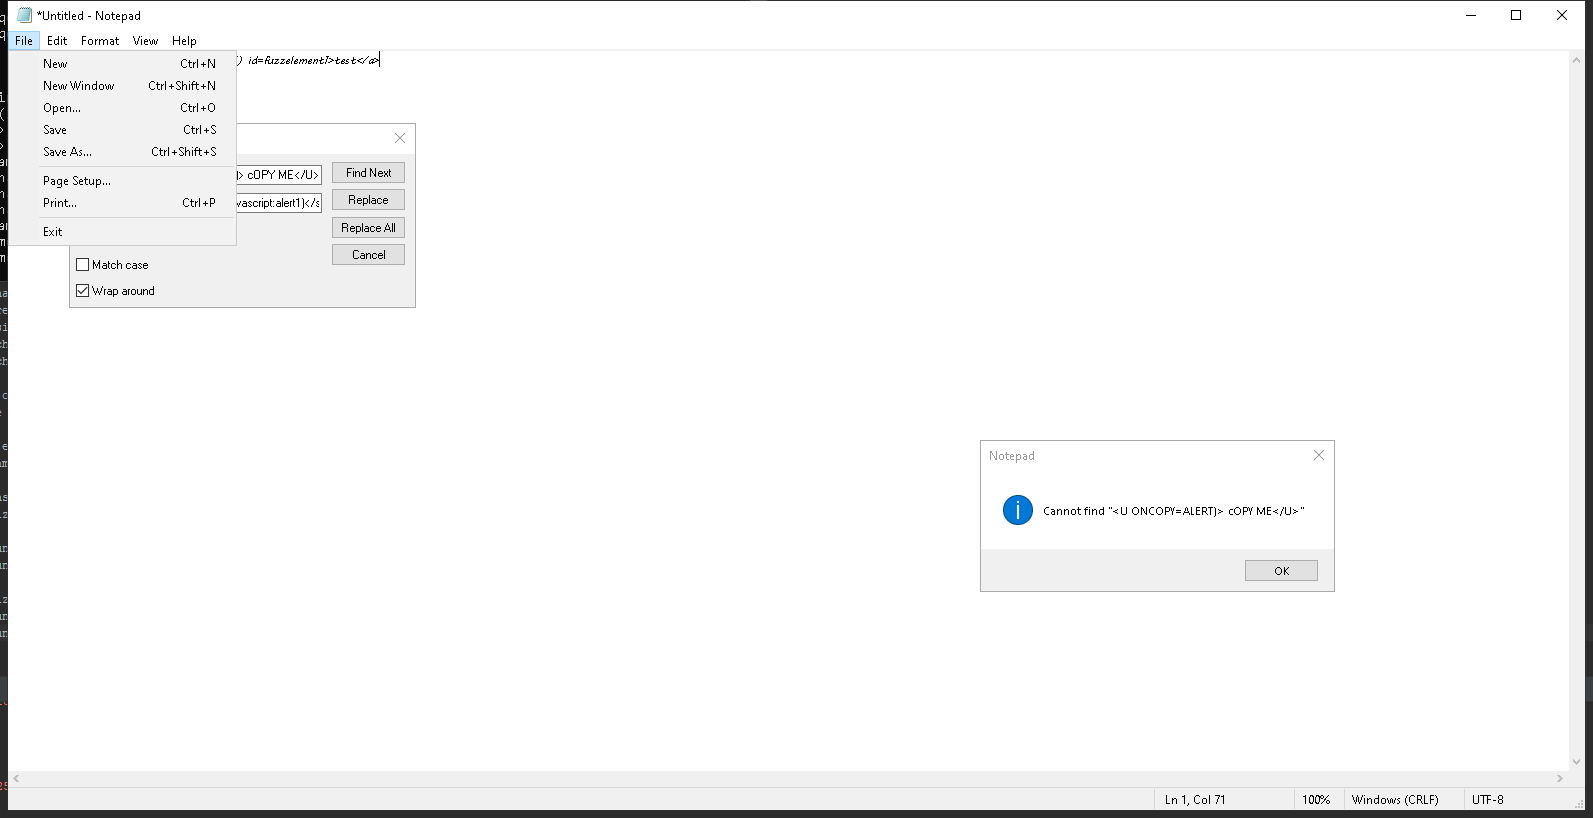 *Untitled - Notepad
File Edit Format View Help
) id=fuzzelement1>test</a>
New Ctrl+N
New Window Ctrl+Shift+N
Open... Ctrl+O
Save Ctrl+S
Save As... Ctrl+Shift+S
Page Setup...
Print... Ctrl+P
Exit
)> cOPY ME</U> Find Next
vascript:alert1)</s Replace
Replace All
Cancel
Match case
Wrap around
Notepad
Cannot find "<U ONCOPY=ALERT)> cOPY ME</U>"
OK
Ln 1, Col 71 100% Windows (CRLF) UTF-8